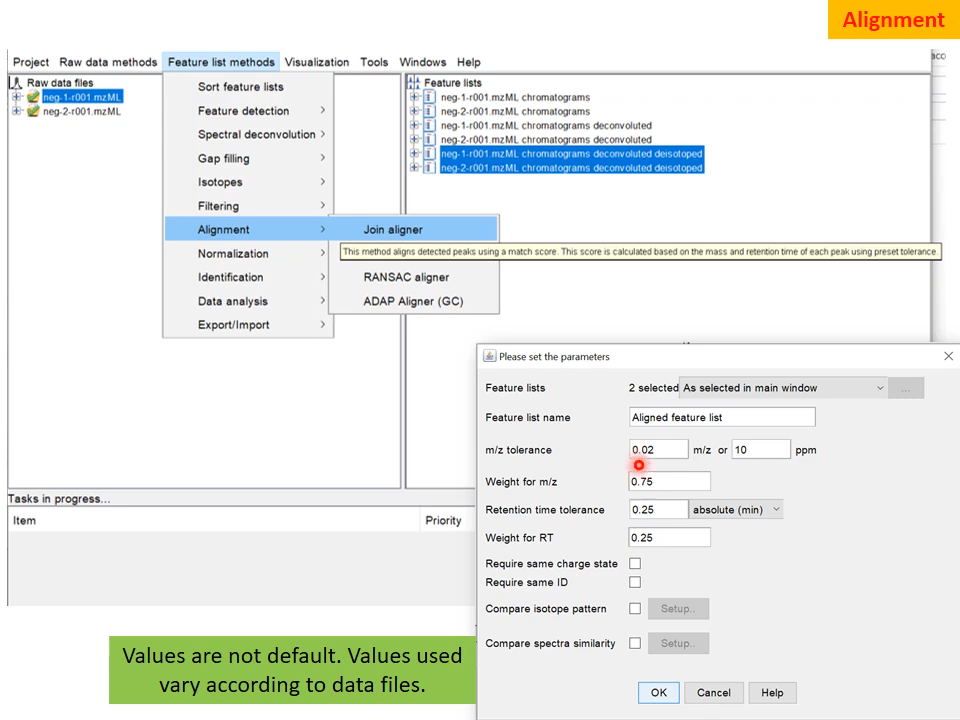 Alignment
Project Raw data methods Feature list methods Visualization Tools Windows Help
Raw data files
neg-1-r001.mzML
neg-2-r001.mzML
Sort feature lists
Feature detection
Spectral deconvolution
Gap filling
Isotopes
Filtering
Alignment
Normalization
Identification
Data analysis
Export/Import
Join aligner
This method aligns detected peaks using a match score. This score is calculated based on the mass and retention time of each peak using preset tolerance.
RANSAC aligner
ADAP Aligner (GC)
Feature lists
neg-1-r001.mzML chromatograms
neg-2-r001.mzML chromatograms
neg-1-r001.mzML chromatograms deconvoluted
neg-2-r001.mzML chromatograms deconvoluted
neg-1-r001.mzML chromatograms deconvoluted deisotoped
neg-2-r001.mzML chromatograms deconvoluted deisotoped
Tasks in progress...
Item Priority
Please set the parameters
Feature lists 2 selected As selected in main window ...
Feature list name Aligned feature list
m/z tolerance 0.02 m/z or 10 ppm
Weight for m/z 0.75
Retention time tolerance 0.25 absolute (min)
Weight for RT 0.25
Require same charge state
Require same ID
Compare isotope pattern Setup..
Compare spectra similarity Setup..
OK Cancel Help
Values are not default. Values used
vary according to data files.